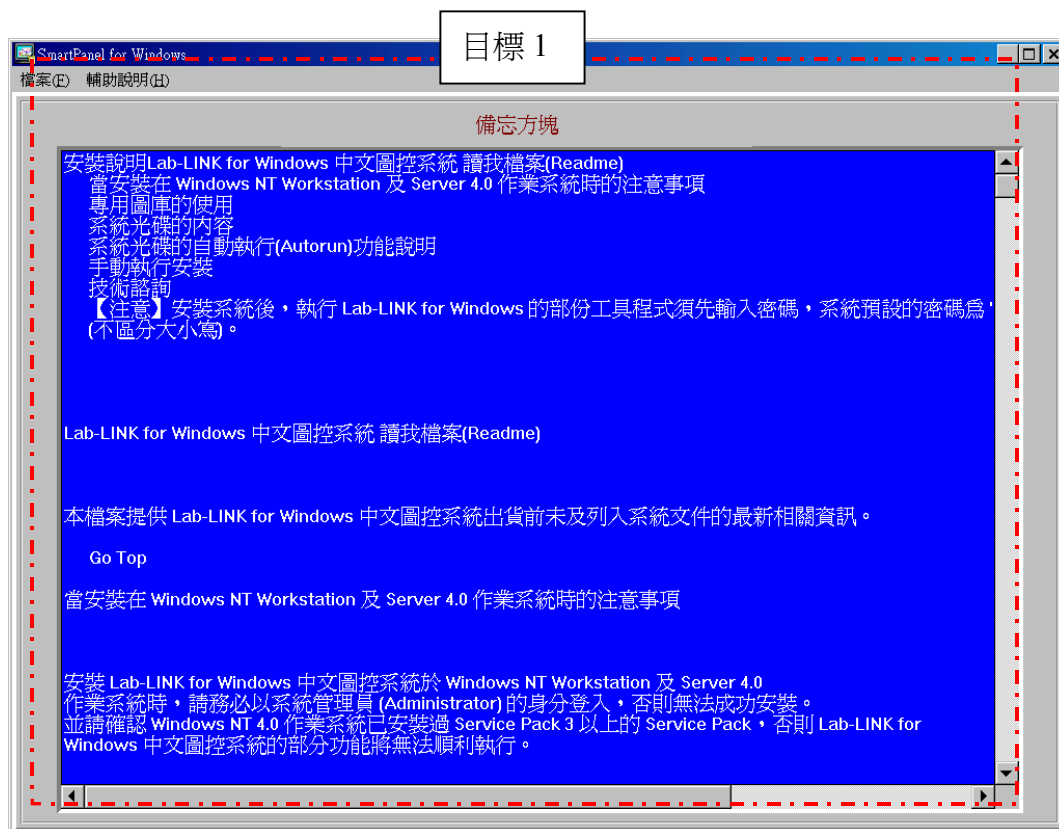 目標 1
SmartPanel for Windows
檔案(F) 輔助說明(H)
備忘方塊
安裝說明Lab-LINK for Windows 中文圖控系統 讀我檔案(Readme)
當安裝在 Windows NT Workstation 及 Server 4.0 作業系統時的注意事項
專用圖庫的使用
系統光碟的內容
系統光碟的自動執行(Autorun)功能說明
手動執行安裝
技術諮詢
【注意】安裝系統後，執行 Lab-LINK for Windows 的部份工具程式須先輸入密碼，系統預設的密碼為 '
(不區分大小寫)。
Lab-LINK for Windows 中文圖控系統 讀我檔案(Readme)
本檔案提供 Lab-LINK for Windows 中文圖控系統出貨前未及列入系統文件的最新相關資訊。
Go Top
當安裝在 Windows NT Workstation 及 Server 4.0 作業系統時的注意事項
安裝 Lab-LINK for Windows 中文圖控系統於 Windows NT Workstation 及 Server 4.0
作業系統時，請務必以系統管理員 (Administrator) 的身分登入，否則無法成功安裝。
並請確認 Windows NT 4.0 作業系統已安裝過 Service Pack 3 以上的 Service Pack，否則 Lab-LINK for
Windows 中文圖控系統的部分功能將無法順利執行。